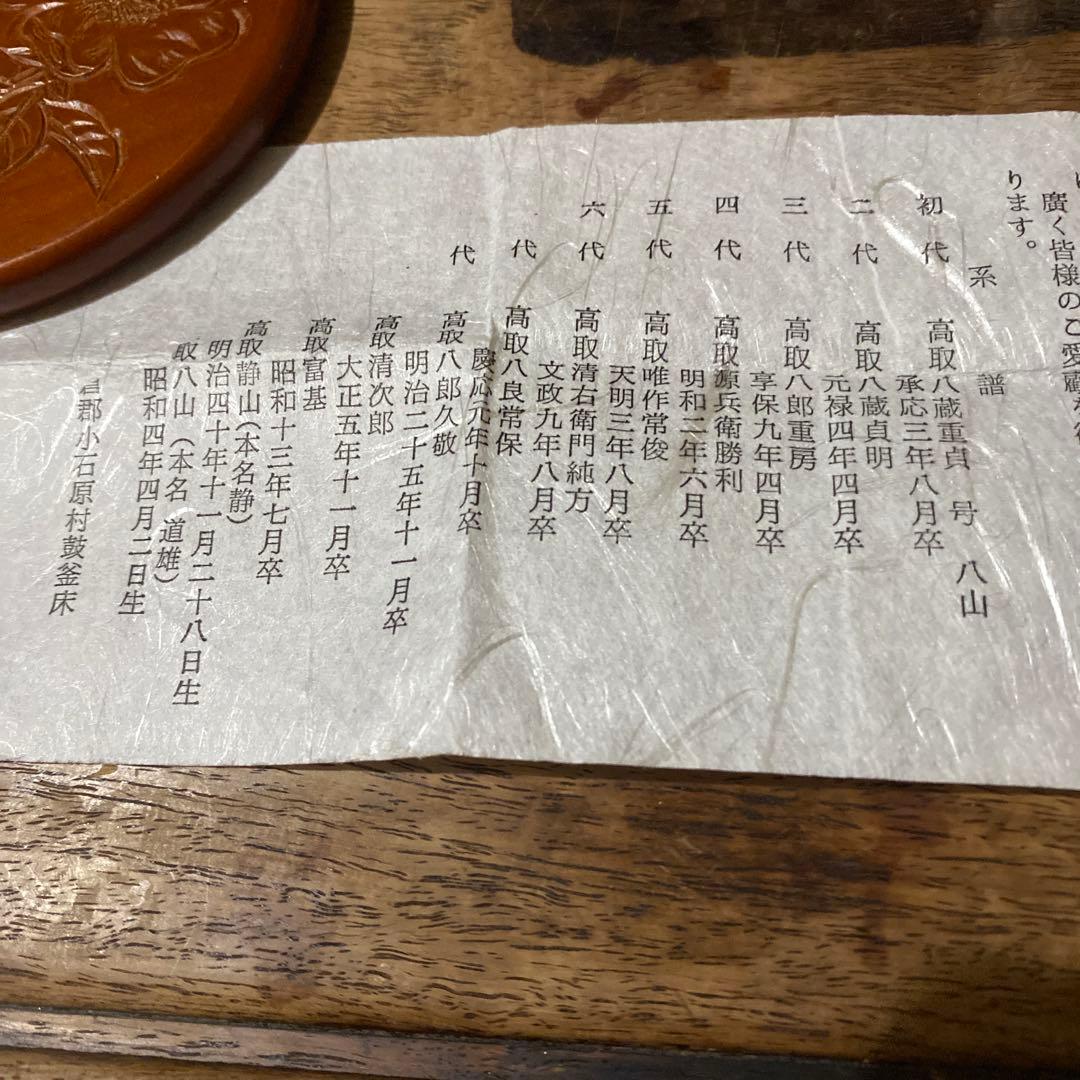 廣く皆様のご愛
ります。
系譜
初代 高取八蔵重貞 号 八山
承応三年八月卒
二代 高取八蔵貞明
元禄四年四月卒
三代 高取八郎重房
享保九年四月卒
四代 高取源兵衛勝利
明和二年六月卒
五代 高取唯作常俊
天明三年八月卒
六代 高取清右衛門純方
文政九年八月卒
代 高取八良常保
慶応元年十月卒
代 高取八郎久敬
明治二十五年十一月卒
高取清次郎
大正五年十一月卒
高取富基
昭和十三年七月卒
高取静山(本名静)
明治四十年十一月二十八日生
取八山(本名 道雄)
昭和四年四月二日生
郡小石原村鼓釜床